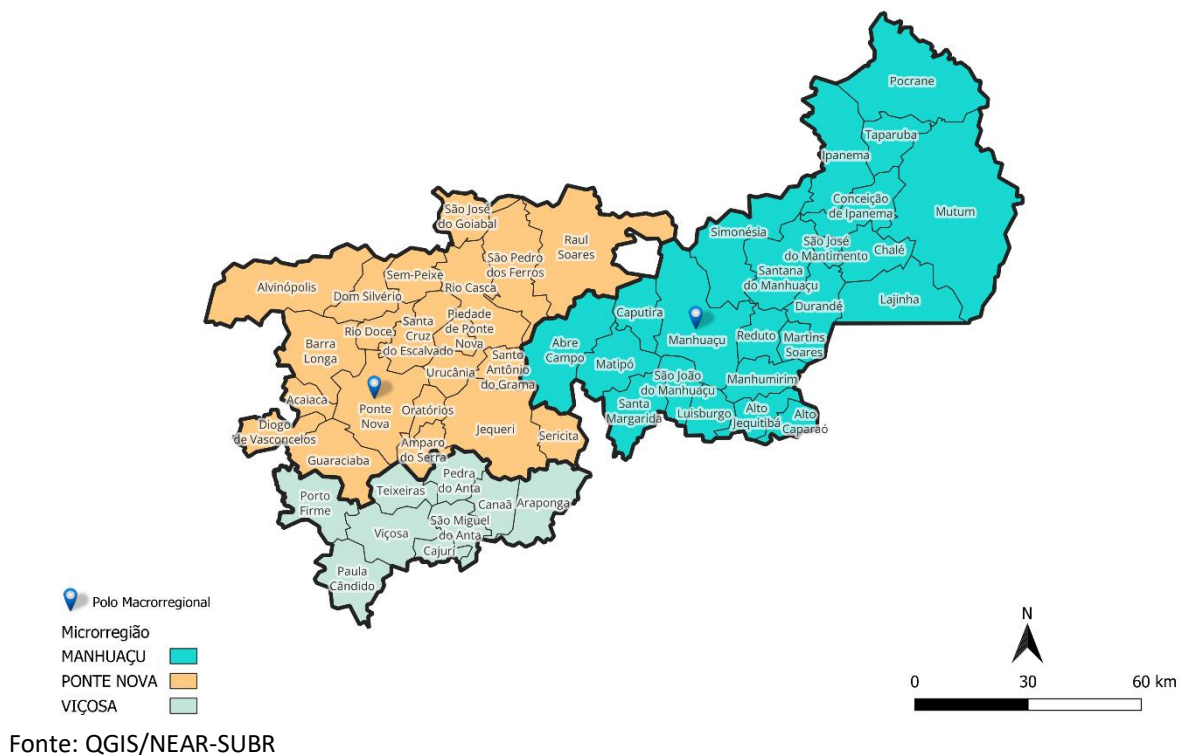 Pocrane
Taparuba
Ipanema
Conceição
de Ipanema
Mutum
São José
do Goiabal
Simonésia
São José
do Mantimento
Chalé
Raul
Soares
São Pedro
dos Ferros
Sem-Peixe
Rio Casca
Santana
do Manhuaçu
Alvinópolis
Dom Silvério
Lajinha
Durandé
Caputira
Piedade
de Ponte
Nova
Santa
Cruz
do Escalvado
Rio Doce
Barra
Longa
Abre
Campo
Manhuaçu
Reduto
Martins
Soares
Matipó
Santo
Antônio
do Grama
Urucânia
São João
do Manhuaçu
Manhumirim
Acaiaca
Ponte
Nova
Oratórios
Santa
Margarida
Luisburgo
Alto
Jequitibá
Alto
Caparaó
Diogo
de Vasconcelos
Jequeri
Sericita
Amparo
do Serra
Guaraciaba
Pedra
do Anta
Teixeiras
Porto
Firme
Canaã
Araponga
São Miguel
do Anta
Viçosa
Cajuri
Paula
Cândido
Polo Macrorregional
Microrregião
MANHUAÇU
PONTE NOVA
VIÇOSA
N
0 30 60 km
Fonte: QGIS/NEAR-SUBR